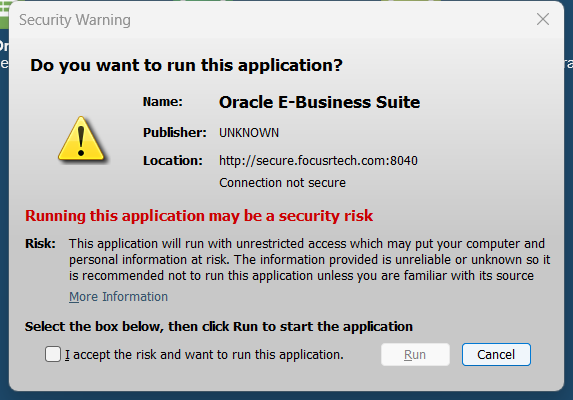 Security Warning
Do you want to run this application?
Name: Oracle E-Business Suite
Publisher: UNKNOWN
Location: http://secure.focusrtech.com:8040
Connection not secure
Running this application may be a security risk
Risk: This application will run with unrestricted access which may put your computer and
personal information at risk. The information provided is unreliable or unknown so it
is recommended not to run this application unless you are familiar with its source
More Information
Select the box below, then click Run to start the application
I accept the risk and want to run this application. Run Cancel